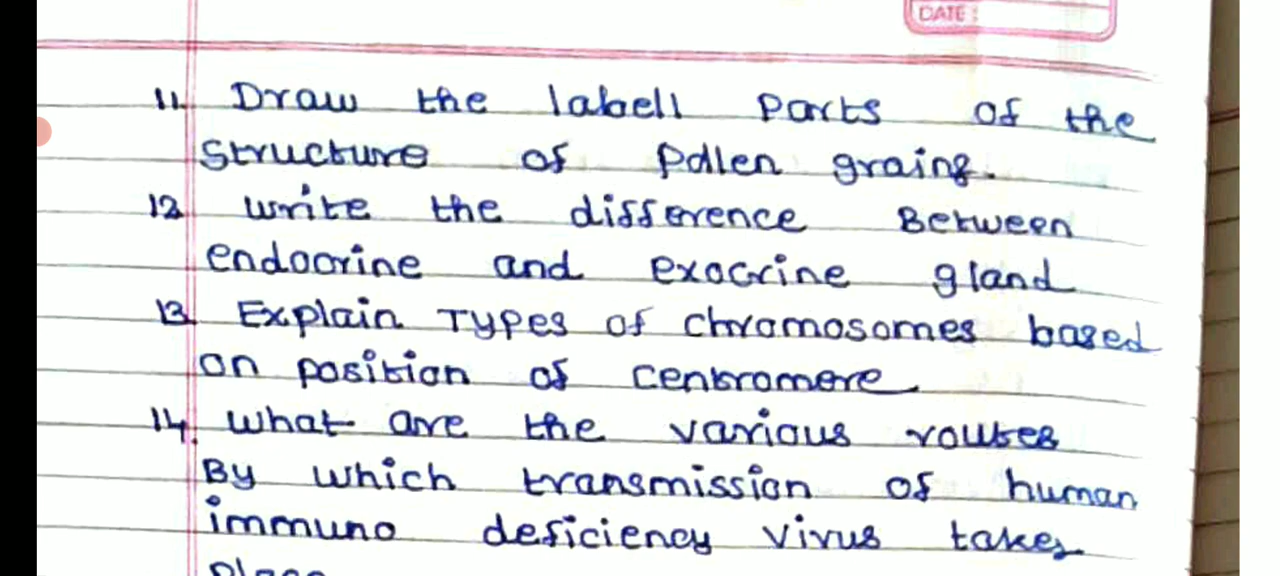 DATE :
11. Draw the labell parts of the
structure of pollen grains.
12. write the difference Between
endocrine and exocrine gland
13. Explain Types of chromosomes based
on position of centromere
14. What are the various routes
By which transmission of human
immuno deficiency virus takes
place